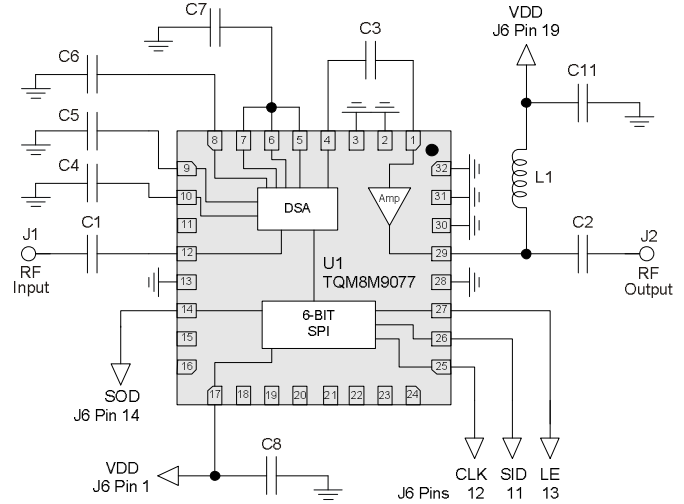 C7
VDD
J6 Pin 19
C3
C6
C11
C5
8
7
6
5
4
3
2
1
9
32
C4
L1
10
DSA
Amp
31
11
30
C1
C2
J1
12
29
J2
RF
Input
U1
TQM8M9077
RF
Output
13
28
14
6-BIT
SPI
27
15
26
16
25
SOD
J6 Pin 14
17
18
19
20
21
22
23
24
C8
VDD
J6 Pin 1
CLK
SID
LE
J6 Pins
12
11
13